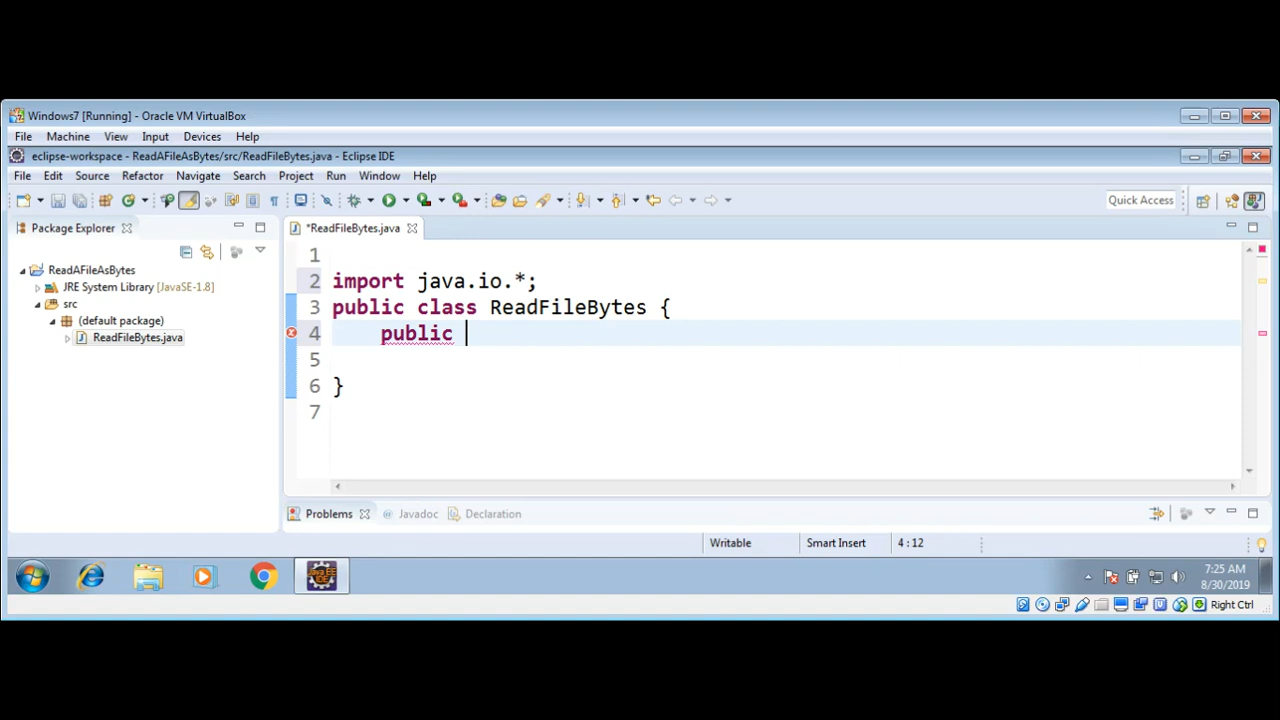 Windows7 [Running] - Oracle VM VirtualBox
File Machine View Input Devices Help
eclipse-workspace - ReadAFileAsBytes/src/ReadFileBytes.java - Eclipse IDE
File Edit Source Refactor Navigate Search Project Run Window Help
Quick Access
Package Explorer
*ReadFileBytes.java
ReadAFileAsBytes
JRE System Library [JavaSE-1.8]
src
(default package)
ReadFileBytes.java
1
2 import java.io.*;
3 public class ReadFileBytes {
4 public
5
6 }
7
Problems @ Javadoc Declaration
Writable Smart Insert 4 : 12
Java EE IDE
7:25 AM
8/30/2019
Right Ctrl